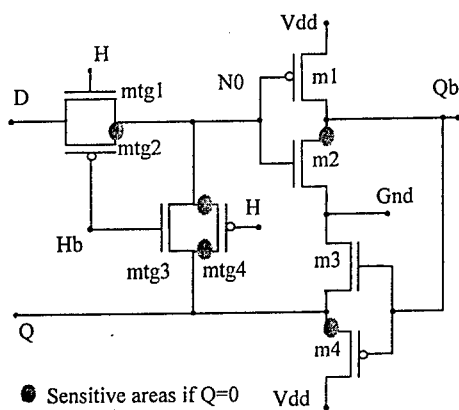 Vdd
H
D
mtg1
N0
m1
Qb
mtg2
m2
Gnd
H
Hb
mtg3
mtg4
m3
Q
m4
Sensitive areas if Q=0
Vdd